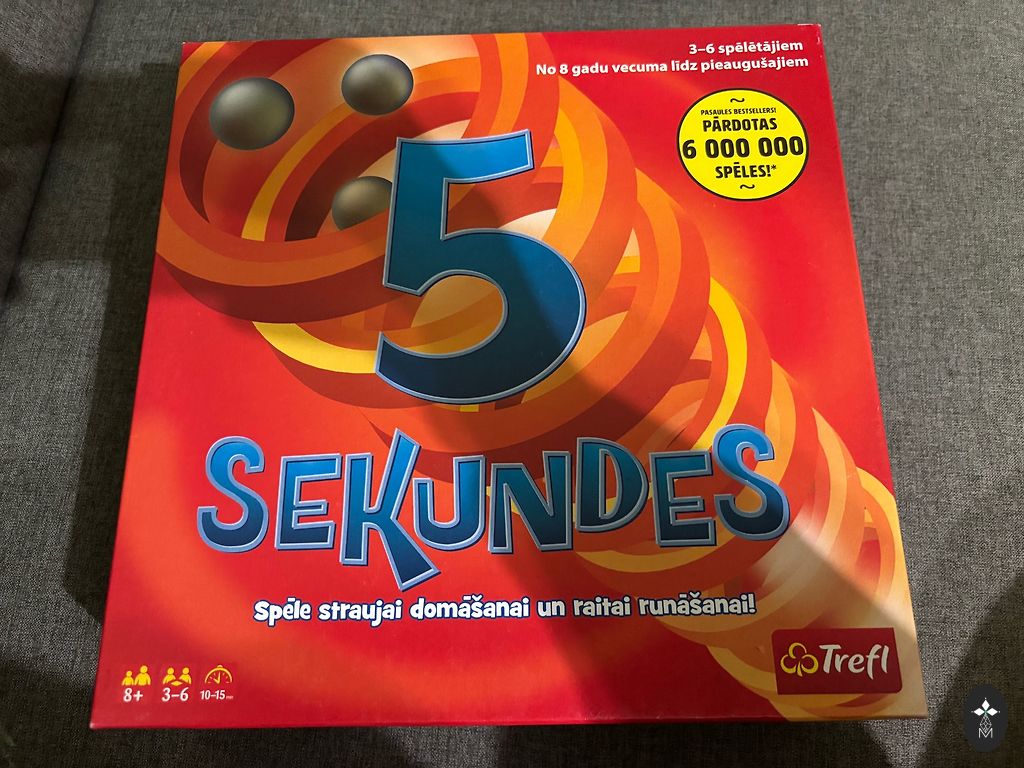 3–6 spēlētājiem
No 8 gadu vecuma līdz pieaugušajiem
PASAULES BESTSELLERS!
PĀRDOTAS
6 000 000
SPĒLES!*
5
SEKUNDES
Spēle straujai domāšanai un raitai runāšanai!
Trefl
8+ 3–6 10–15 min
M